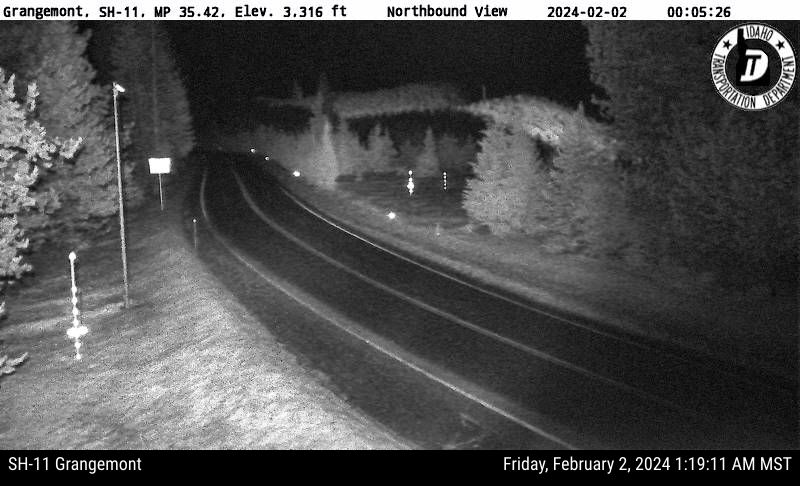 Grangemont, SH-11, MP 35.42, Elev. 3,316 ft Northbound View 2024-02-02 00:05:26
IDAHO
TRANSPORTATION DEPARTMENT
SH-11 Grangemont Friday, February 2, 2024 1:19:11 AM MST